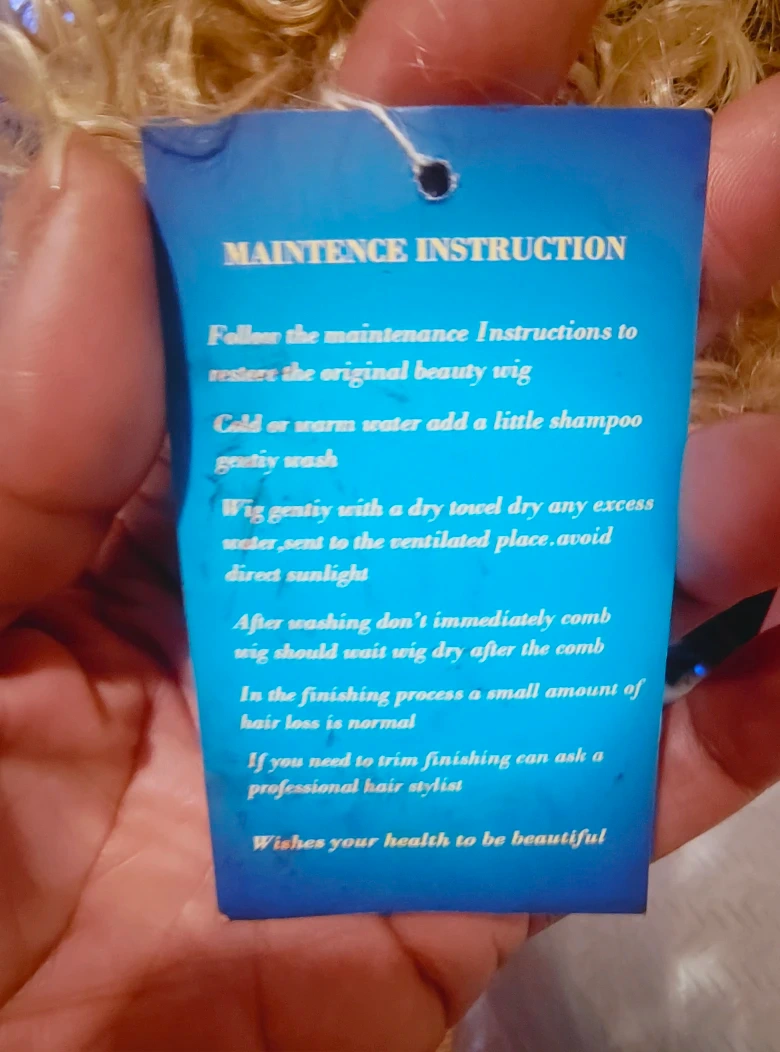 MAINTENCE INSTRUCTION
Follow the maintenance Instructions to
restore the original beauty wig
Cold or warm water add a little shampoo
gentiy wash
Wig gentiy with a dry towel dry any excess
water,sent to the ventilated place.avoid
direct sunlight
After washing don't immediately comb
wig should wait wig dry after the comb
In the finishing process a small amount of
hair loss is normal
If you need to trim finishing can ask a
professional hair stylist
Wishes your health to be beautiful